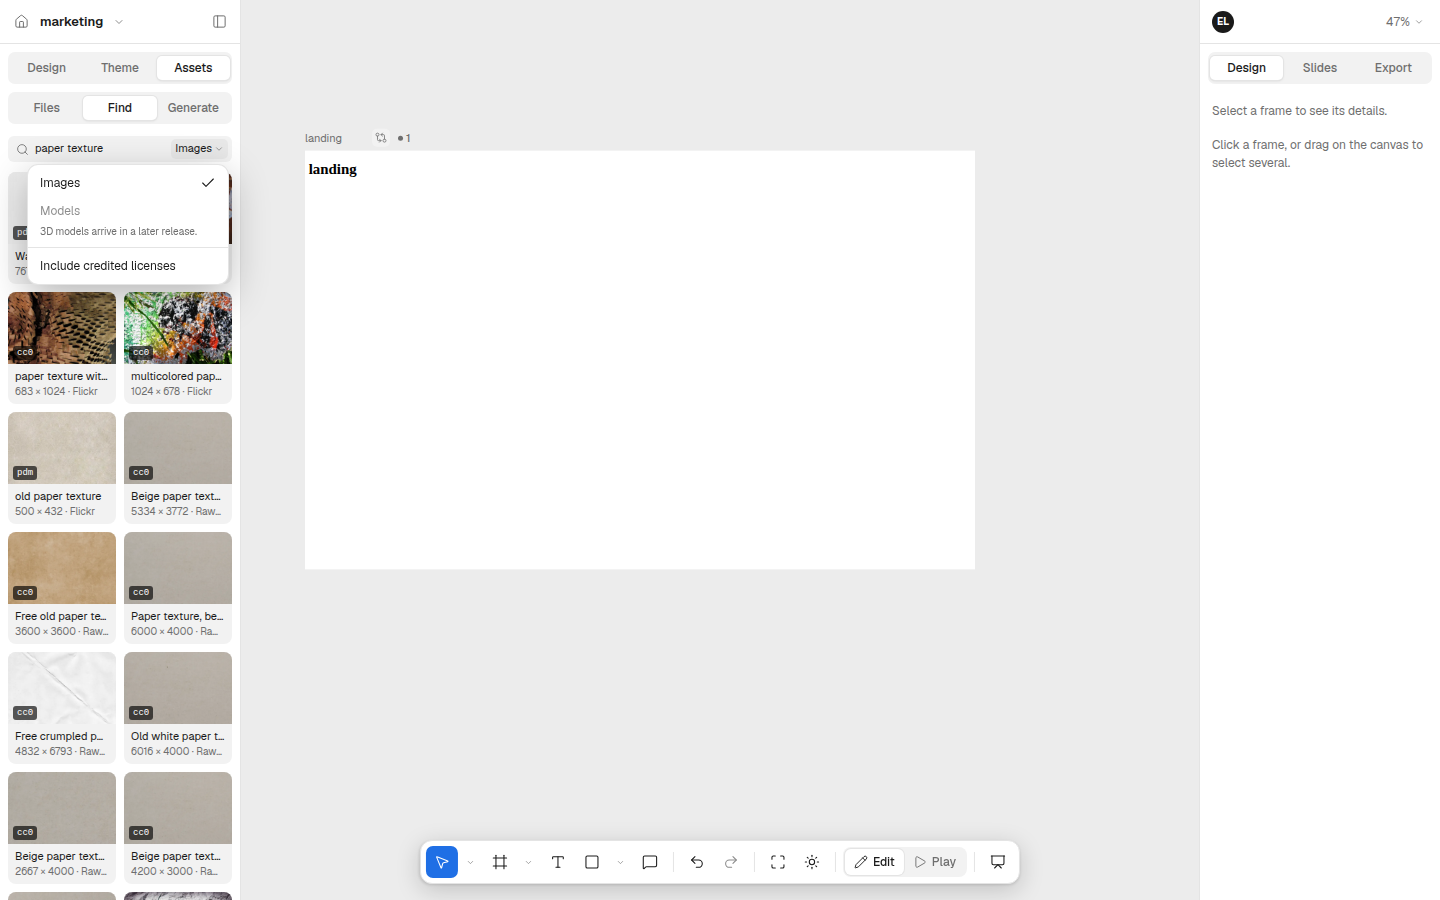 marketing
Design
Theme
Assets
Files
Find
Generate
paper texture
Images
Images
Models
3D models arrive in a later release.
Include credited licenses
cc0
paper texture wit...
683 × 1024 · Flickr
cc0
multicolored pap...
1024 × 678 · Flickr
pdm
old paper texture
500 × 432 · Flickr
cc0
Beige paper text...
5334 × 3772 · Raw...
cc0
Free old paper te...
3600 × 3600 · Raw...
cc0
Paper texture, be...
6000 × 4000 · Ra...
cc0
Free crumpled p...
4832 × 6793 · Raw...
cc0
Old white paper t...
6016 × 4000 · Raw...
cc0
Beige paper text...
2667 × 4000 · Raw...
cc0
Beige paper text...
4200 × 3000 · Ra...
landing
1
landing
Edit
Play
EL
47%
Design
Slides
Export
Select a frame to see its details.
Click a frame, or drag on the canvas to
select several.